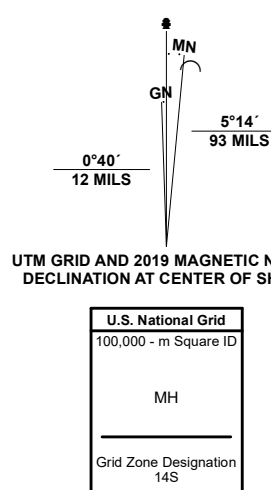 MN
GN
5°14´
93 MILS
0°40´
12 MILS
UTM GRID AND 2019 MAGNETIC N
DECLINATION AT CENTER OF SH
U.S. National Grid
100,000 - m Square ID
MH
Grid Zone Designation
14S